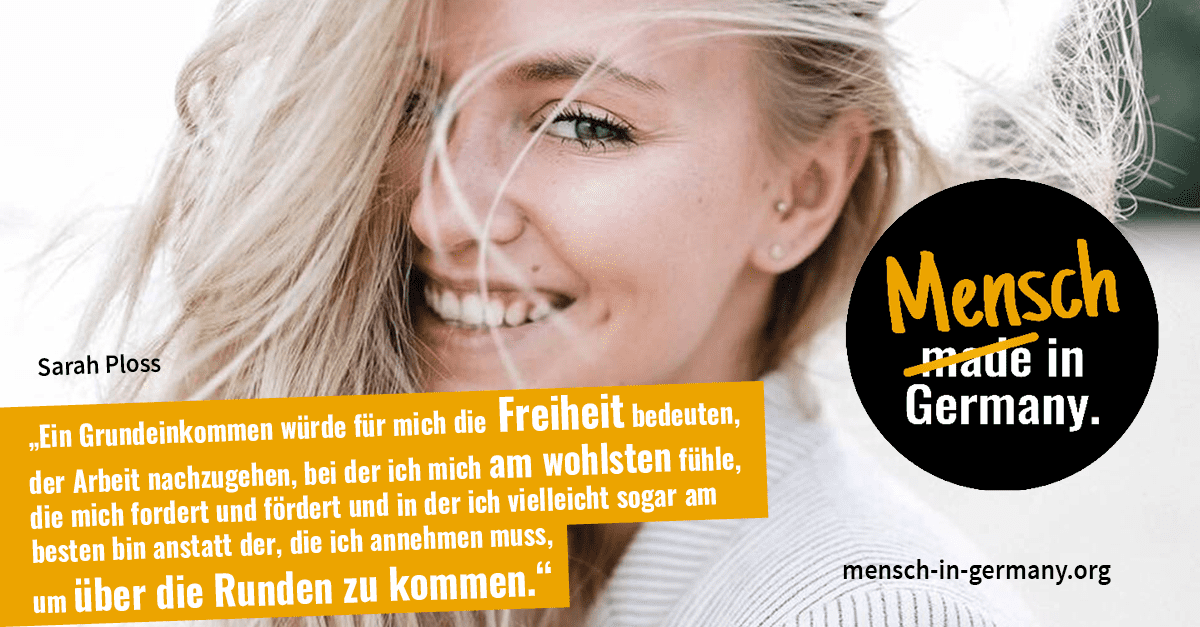 Sarah Ploss
„Ein Grundeinkommen würde für mich die Freiheit bedeuten,
der Arbeit nachzugehen, bei der ich mich am wohlsten fühle,
die mich fordert und fördert und in der ich vielleicht sogar am
besten bin anstatt der, die ich annehmen muss,
um über die Runden zu kommen.“
Mensch
made in
Germany.
mensch-in-germany.org